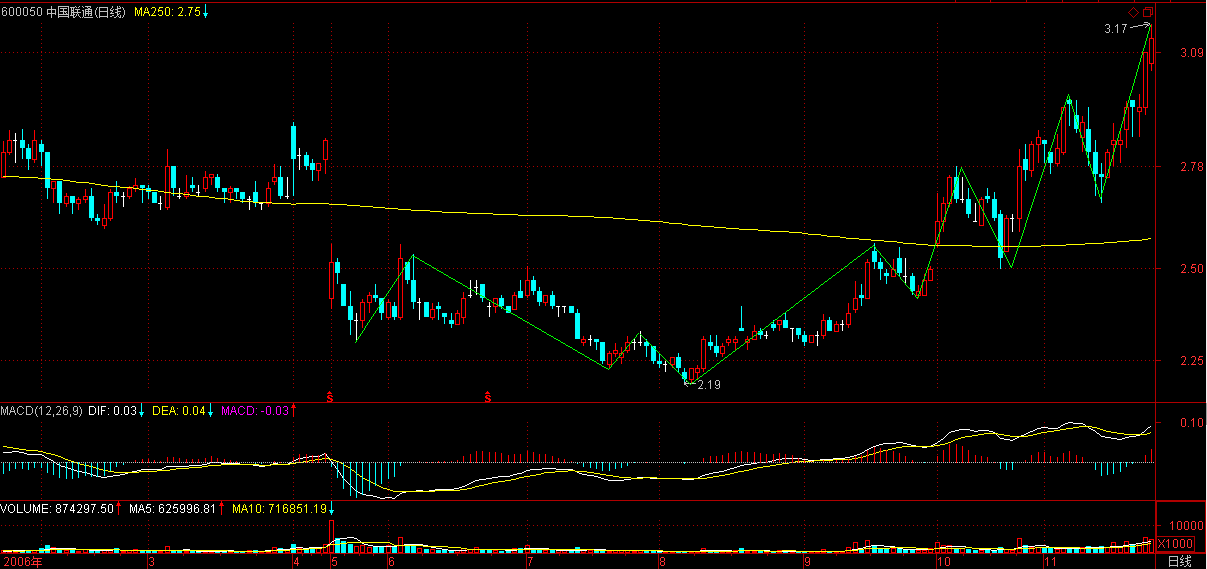 600050 中国联通(日线) MA250: 2.75↓
3.17
3.09
2.78
2.50
2.25
2.19
S S
MACD(12,26,9) DIF: 0.03↓ DEA: 0.04↓ MACD: -0.03↑
0.10
VOLUME: 874297.50↑ MA5: 625996.81↑ MA10: 716851.19↓
10000
X1000
2006年 3 4 5 6 7 8 9 10 11 日线